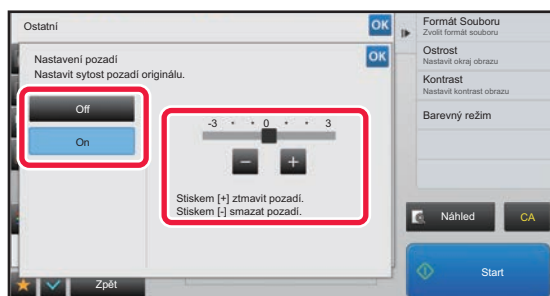 Ostatní
OK
Nastavení pozadí
Nastavit sytost pozadí originálu.
OK
Off
On
-3 • • 0 • • 3
− +
Stiskem [+] ztmavit pozadí.
Stiskem [-] smazat pozadí.
Zpět
Formát Souboru
Zvolit formát souboru
Ostrost
Nastavit okraj obrazu
Kontrast
Nastavit kontrast obrazu
Barevný režim
Náhled
CA
Start